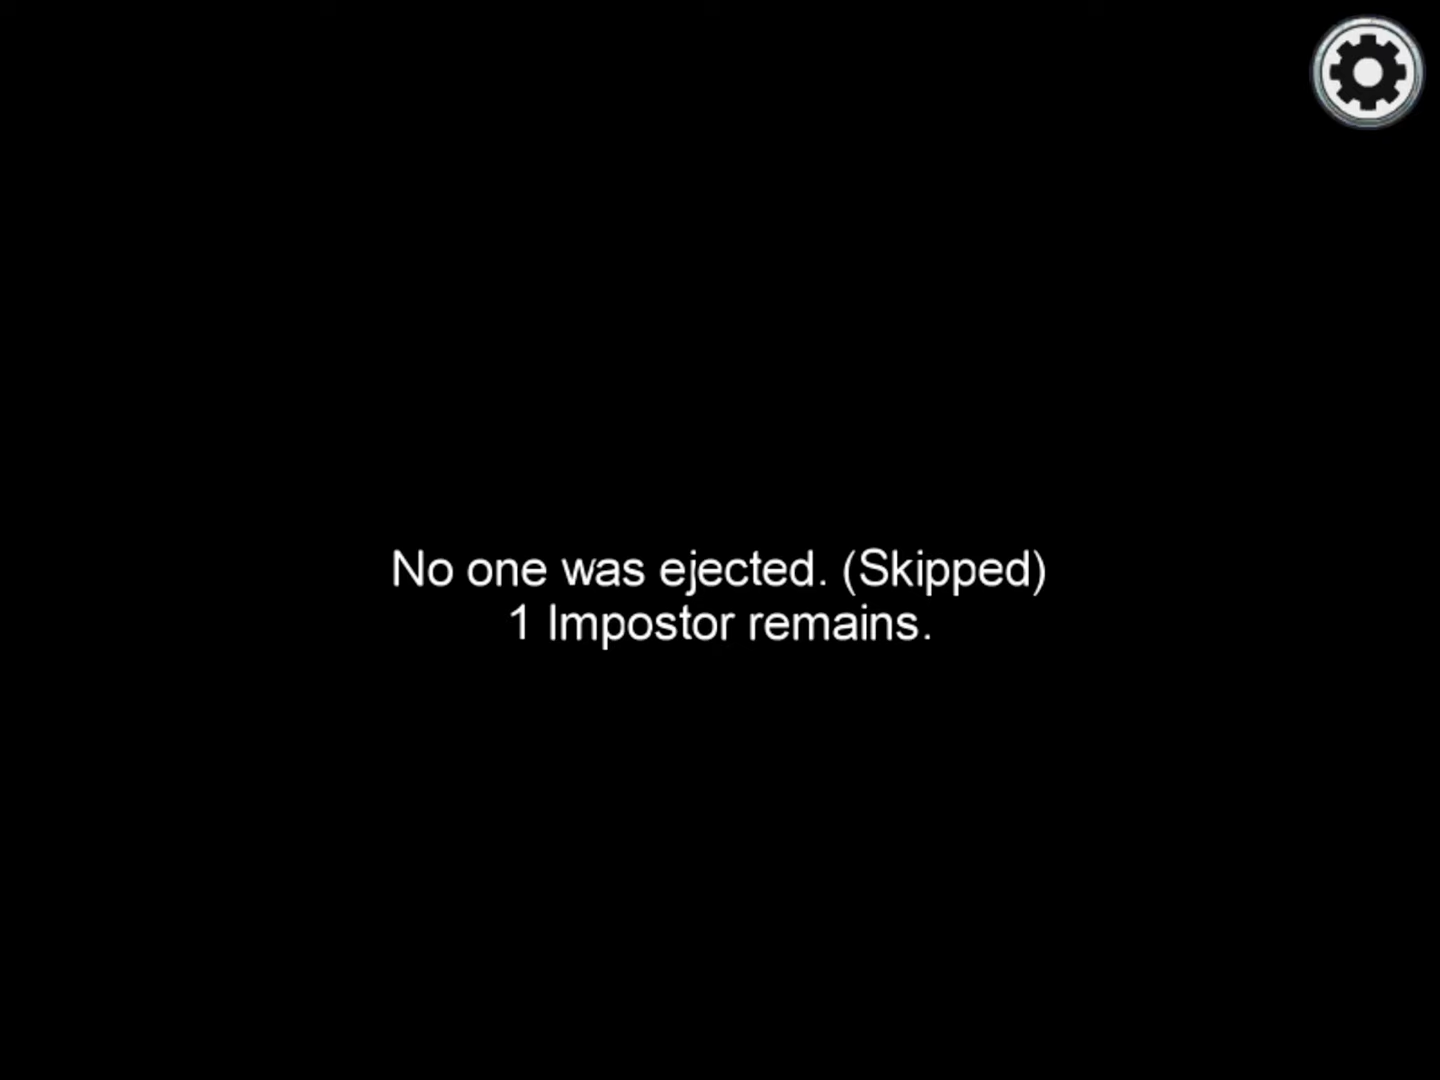 No one was ejected. (Skipped)
1 Impostor remains.